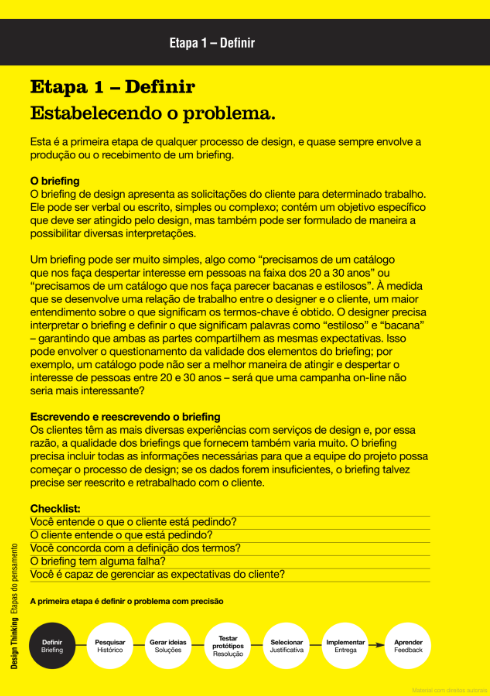 Etapa 1 – Definir
Etapa 1 – Definir
Estabelecendo o problema.
Esta é a primeira etapa de qualquer processo de design, e quase sempre envolve a
produção ou o recebimento de um briefing.
O briefing
O briefing de design apresenta as solicitações do cliente para determinado trabalho.
Ele pode ser verbal ou escrito, simples ou complexo; contém um objetivo específico
que deve ser atingido pelo design, mas também pode ser formulado de maneira a
possibilitar diversas interpretações.
Um briefing pode ser muito simples, algo como “precisamos de um catálogo
que nos faça despertar interesse em pessoas na faixa dos 20 a 30 anos” ou
“precisamos de um catálogo que nos faça parecer bacanas e estilosos”. À medida
que se desenvolve uma relação de trabalho entre o designer e o cliente, um maior
entendimento sobre o que significam os termos-chave é obtido. O designer precisa
interpretar o briefing e definir o que significam palavras como “estiloso” e “bacana”
– garantindo que ambas as partes compartilhem as mesmas expectativas. Isso
pode envolver o questionamento da validade dos elementos do briefing; por
exemplo, um catálogo pode não ser a melhor maneira de atingir e despertar o
interesse de pessoas entre 20 e 30 anos – será que uma campanha on-line não
seria mais interessante?
Escrevendo e reescrevendo o briefing
Os clientes têm as mais diversas experiências com serviços de design e, por essa
razão, a qualidade dos briefings que fornecem também varia muito. O briefing
precisa incluir todas as informações necessárias para que a equipe do projeto possa
começar o processo de design; se os dados forem insuficientes, o briefing talvez
precise ser reescrito e retrabalhado com o cliente.
Checklist:
Você entende o que o cliente está pedindo?
O cliente entende o que está pedindo?
Você concorda com a definição dos termos?
O briefing tem alguma falha?
Você é capaz de gerenciar as expectativas do cliente?
A primeira etapa é definir o problema com precisão
Definir
Briefing
Pesquisar
Histórico
Gerar ideias
Soluções
Testar
protótipos
Resolução
Selecionar
Justificativa
Implementar
Entrega
Aprender
Feedback
Design Thinking Etapas do pensamento
Material com direitos autorais